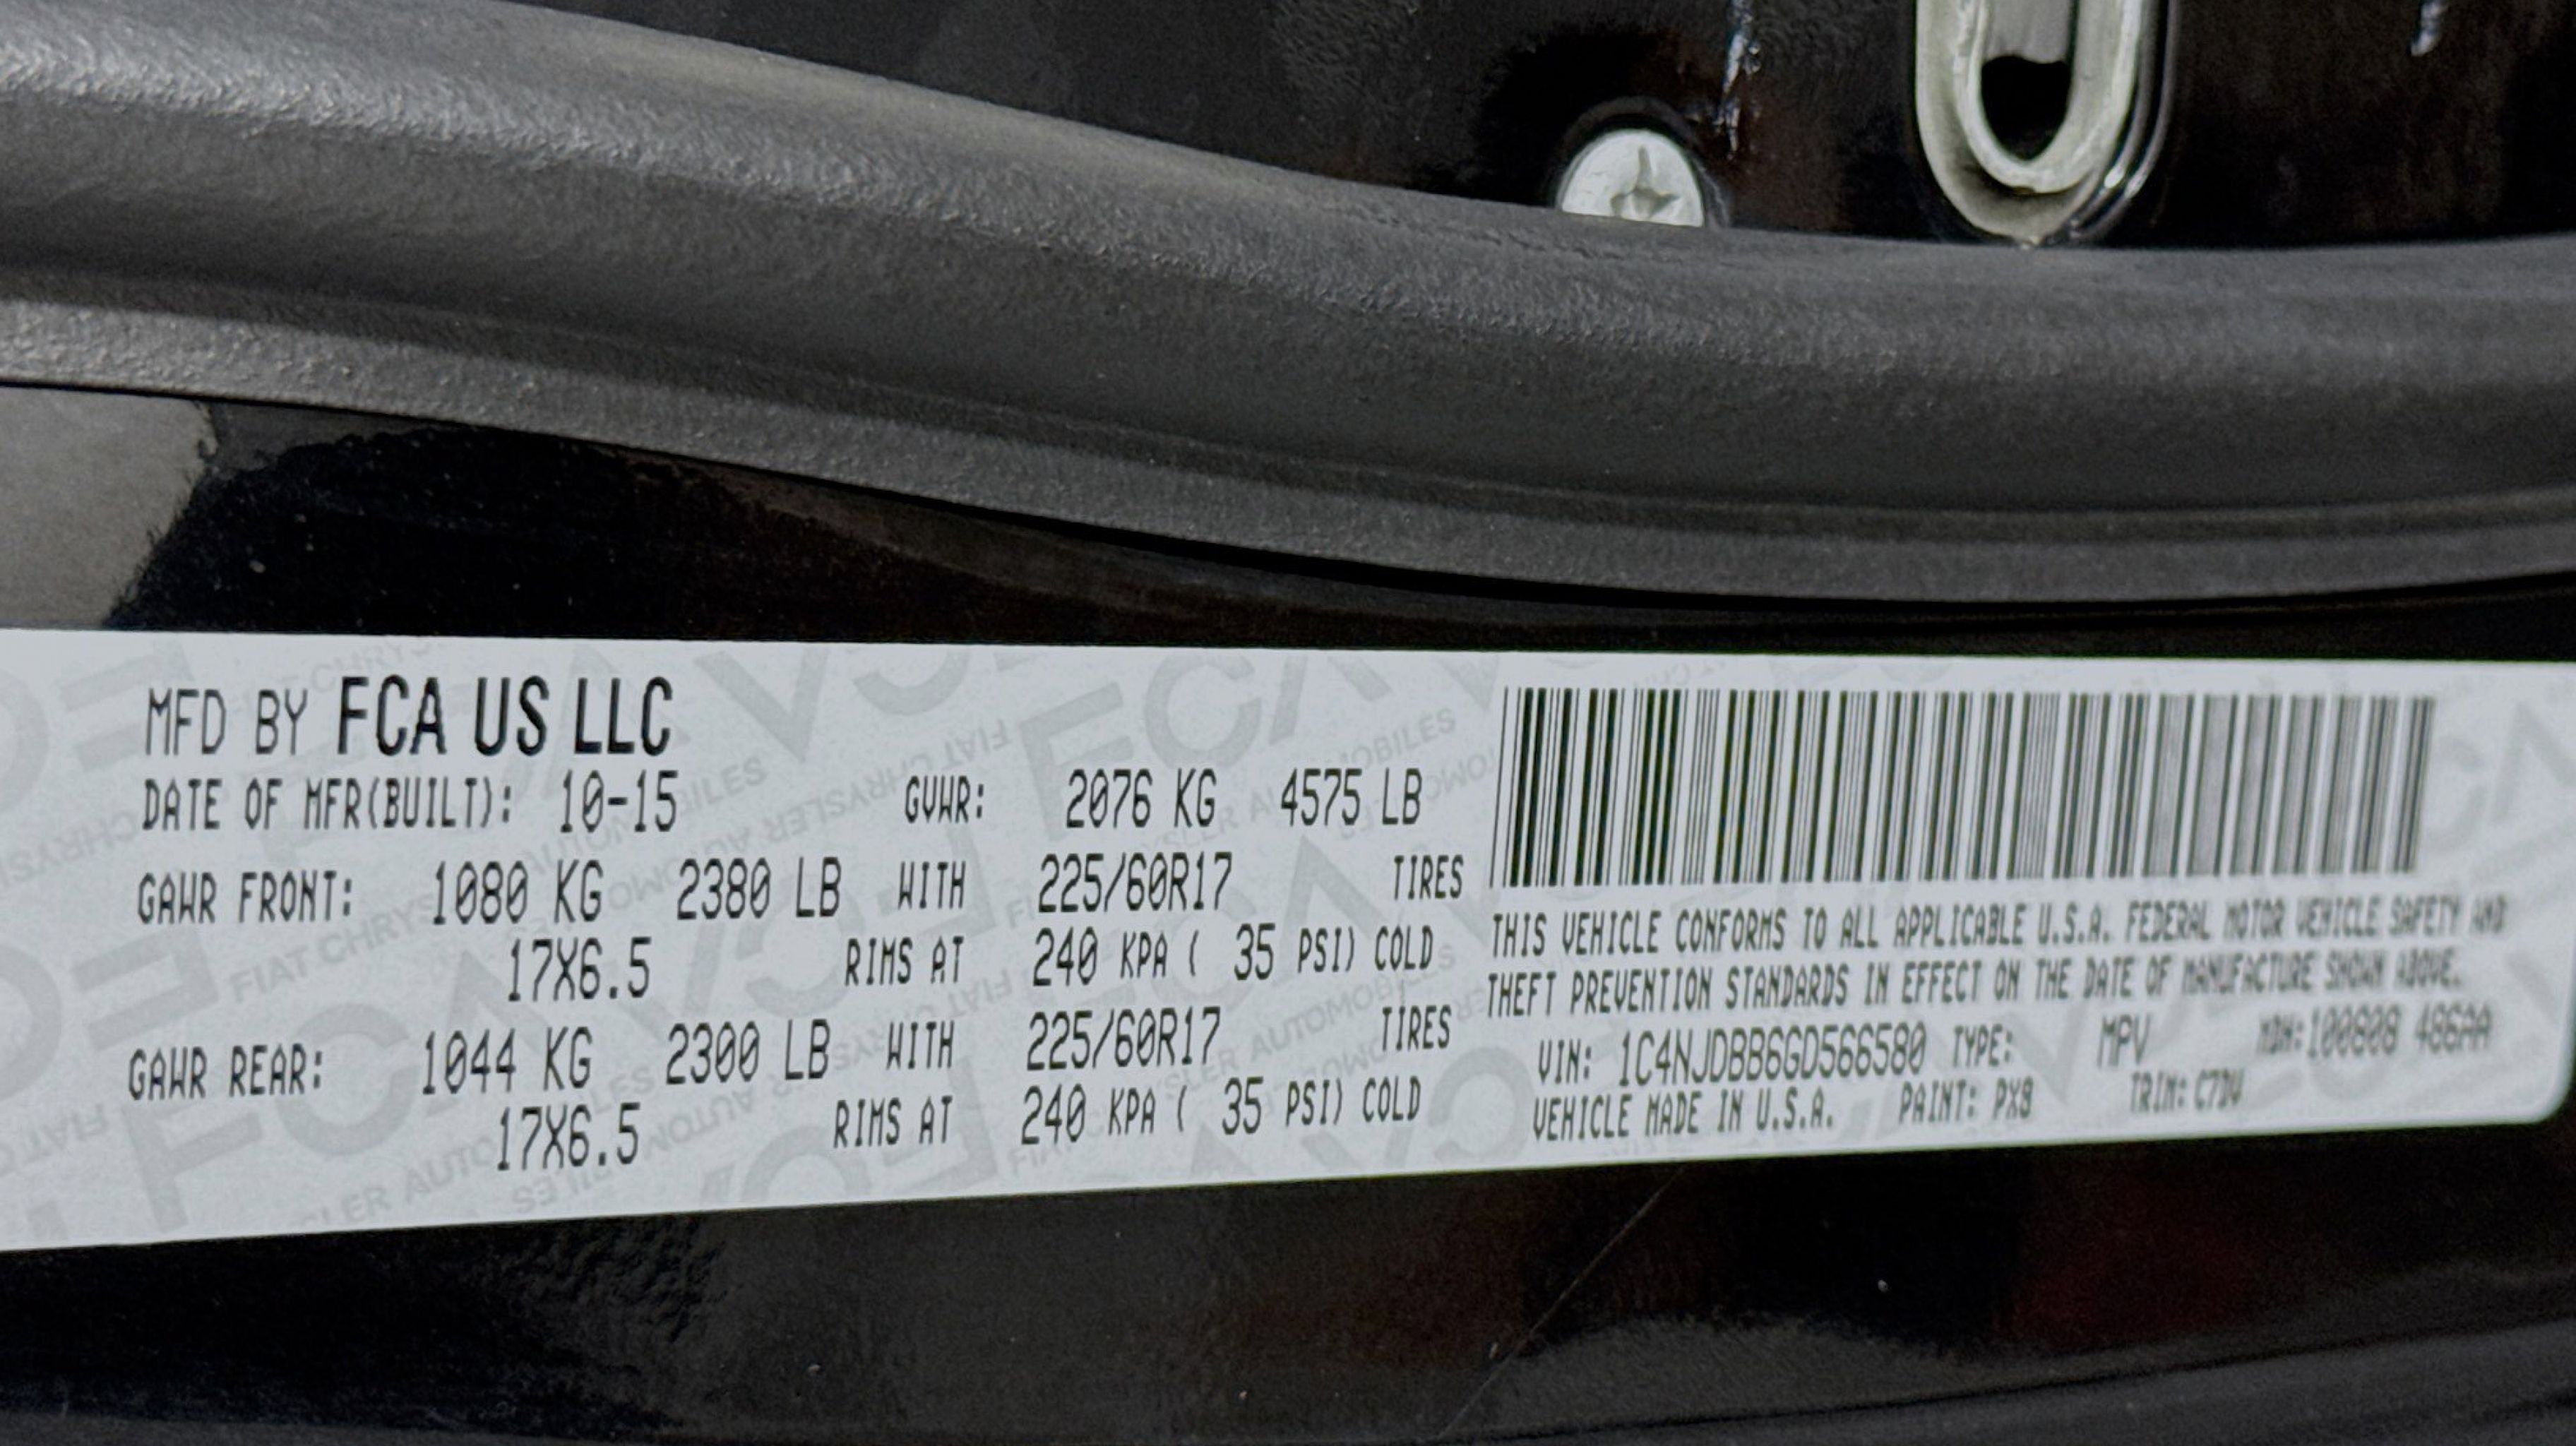 MFD BY FCA US LLC
DATE OF MFR(BUILT): 10-15 GVWR: 2076 KG 4575 LB
GAWR FRONT: 1080 KG 2380 LB WITH 225/60R17 TIRES
17X6.5 RIMS AT 240 KPA ( 35 PSI) COLD
GAWR REAR: 1044 KG 2300 LB WITH 225/60R17 TIRES
17X6.5 RIMS AT 240 KPA ( 35 PSI) COLD
THIS VEHICLE CONFORMS TO ALL APPLICABLE U.S.A. FEDERAL MOTOR VEHICLE SAFETY AND
THEFT PREVENTION STANDARDS IN EFFECT ON THE DATE OF MANUFACTURE SHOWN ABOVE.
VIN: 1C4NJDBB6GD566580 TYPE: MPV MDH: 100808 486AA
VEHICLE MADE IN U.S.A. PAINT: PX8 TRIM: C7DV